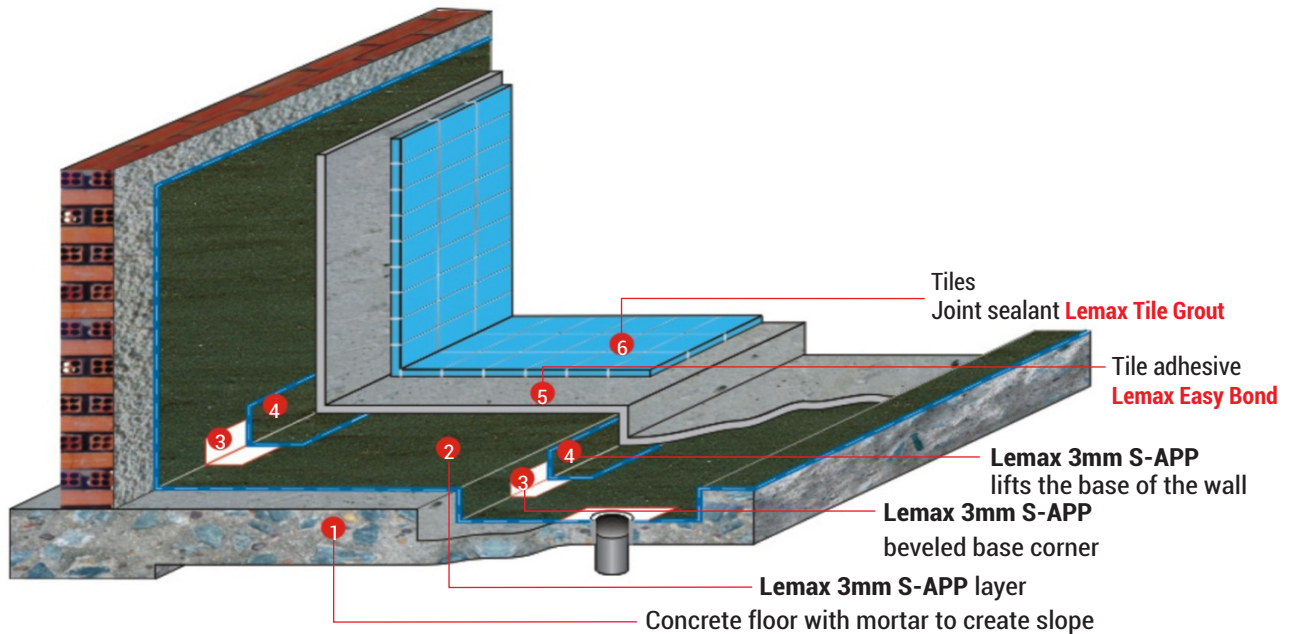 Tiles
Joint sealant Lemax Tile Grout
6
Tile adhesive
Lemax Easy Bond
5
4
3
2
4
3
Lemax 3mm S-APP
lifts the base of the wall
Lemax 3mm S-APP
beveled base corner
1
Lemax 3mm S-APP layer
Concrete floor with mortar to create slope